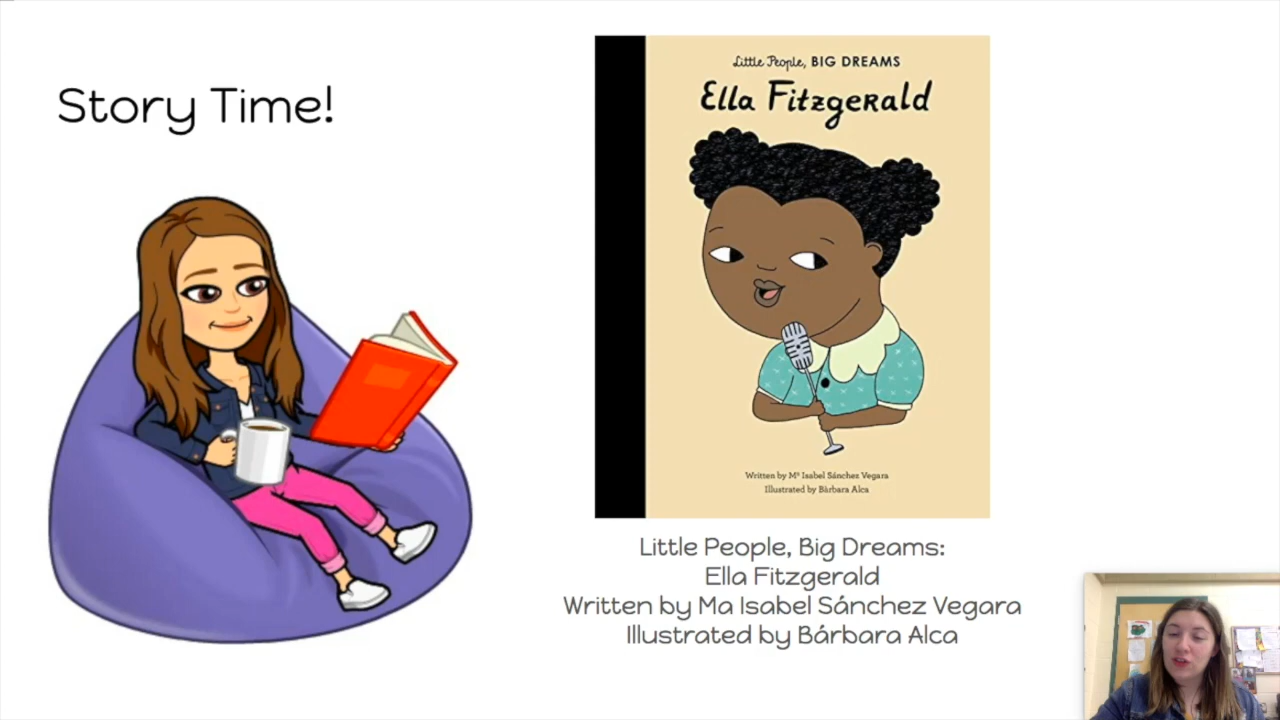 Story Time!
Little People, BIG DREAMS
Ella Fitzgerald
Written by Mª Isabel Sánchez Vegara
Illustrated by Bàrbara Alca
Little People, Big Dreams:
Ella Fitzgerald
Written by Ma Isabel Sánchez Vegara
Illustrated by Bárbara Alca